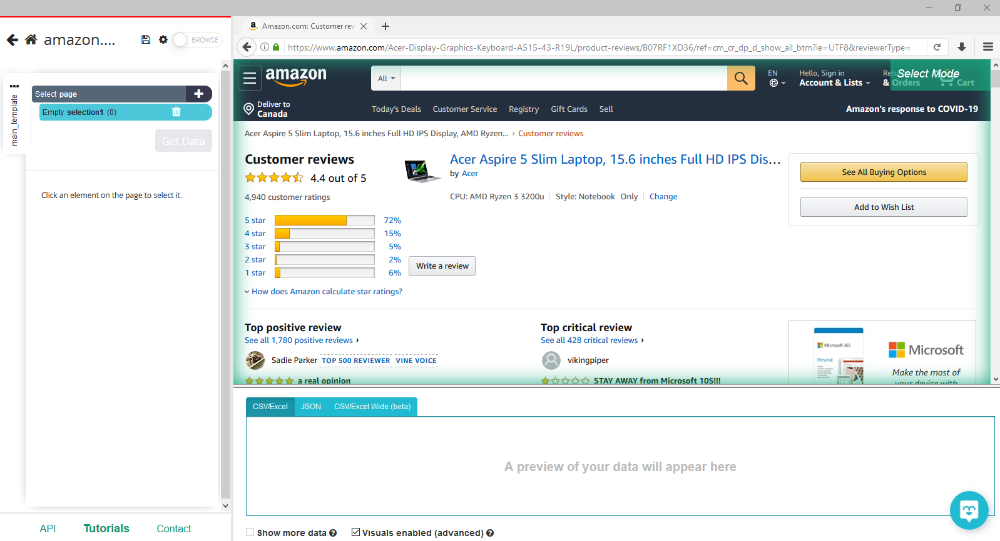 amazon....
BROWSE
main_template
Select page
Empty selection1 (0)
Get Data
Click an element on the page to select it.
API
Tutorials
Contact
Amazon.com: Customer rev
https://www.amazon.com/Acer-Display-Graphics-Keyboard-A515-43-R19L/product-reviews/B07RF1XD36/ref=cm_cr_dp_d_show_all_btm?ie=UTF8&reviewerType=
amazon
All
EN
Hello, Sign in
Account & Lists
Retu
& Orders
Cart
Select Mode
Deliver to
Canada
Today's Deals
Customer Service
Registry
Gift Cards
Sell
Amazon's response to COVID-19
Acer Aspire 5 Slim Laptop, 15.6 inches Full HD IPS Display, AMD Ryzen... › Customer reviews
Customer reviews
4.4 out of 5
4,940 customer ratings
5 star 72%
4 star 15%
3 star 5%
2 star 2%
1 star 6%
How does Amazon calculate star ratings?
Acer Aspire 5 Slim Laptop, 15.6 inches Full HD IPS Dis...
by Acer
CPU: AMD Ryzen 3 3200u | Style: Notebook Only | Change
Write a review
See All Buying Options
Add to Wish List
Top positive review
See all 1,780 positive reviews ›
Sadie Parker TOP 500 REVIEWER VINE VOICE
a real opinion
Top critical review
See all 428 critical reviews ›
vikingpiper
STAY AWAY from Microsoft 10S!!!
Microsoft 365
Personal
Microsoft
Make the most of
your device with
CSV/Excel
JSON
CSV/Excel Wide (beta)
A preview of your data will appear here
Show more data
Visuals enabled (advanced)